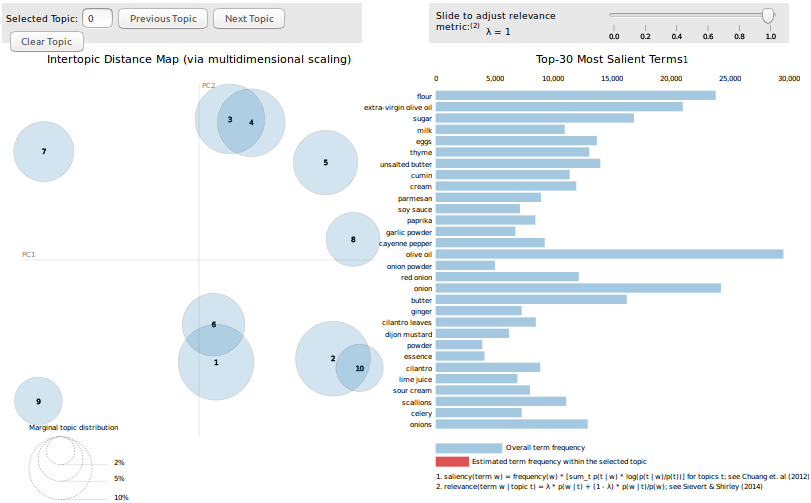 Selected Topic: 0 Previous Topic Next Topic
Clear Topic
Slide to adjust relevance
metric:(2) λ = 1
0.0 0.2 0.4 0.6 0.8 1.0
Intertopic Distance Map (via multidimensional scaling)
PC2
PC1
3
4
7
5
8
6
1
2
10
9
Marginal topic distribution
2%
5%
10%
Top-30 Most Salient Terms1
0 5,000 10,000 15,000 20,000 25,000 30,000
flour
extra-virgin olive oil
sugar
milk
eggs
thyme
unsalted butter
cumin
cream
parmesan
soy sauce
paprika
garlic powder
cayenne pepper
olive oil
onion powder
red onion
onion
butter
ginger
cilantro leaves
dijon mustard
powder
essence
cilantro
lime juice
sour cream
scallions
celery
onions
Overall term frequency
Estimated term frequency within the selected topic
1. saliency(term w) = frequency(w) * [sum_t p(t | w) * log(p(t | w)/p(t))] for topics t; see Chuang et. al (2012)
2. relevance(term w | topic t) = λ * p(w | t) + (1 - λ) * p(w | t)/p(w); see Sievert & Shirley (2014)